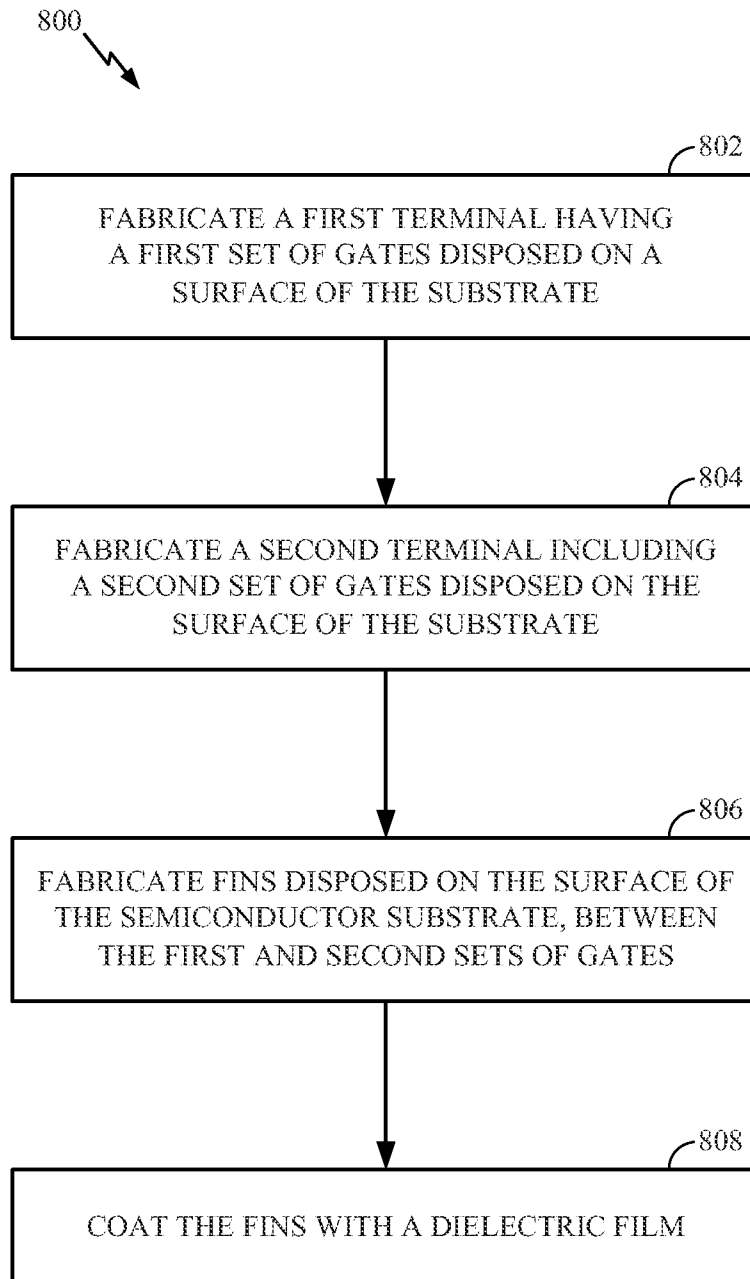 800
802
FABRICATE A FIRST TERMINAL HAVING
A FIRST SET OF GATES DISPOSED ON A
SURFACE OF THE SUBSTRATE
804
FABRICATE A SECOND TERMINAL INCLUDING
A SECOND SET OF GATES DISPOSED ON THE
SURFACE OF THE SUBSTRATE
806
FABRICATE FINS DISPOSED ON THE SURFACE OF
THE SEMICONDUCTOR SUBSTRATE, BETWEEN
THE FIRST AND SECOND SETS OF GATES
808
COAT THE FINS WITH A DIELECTRIC FILM